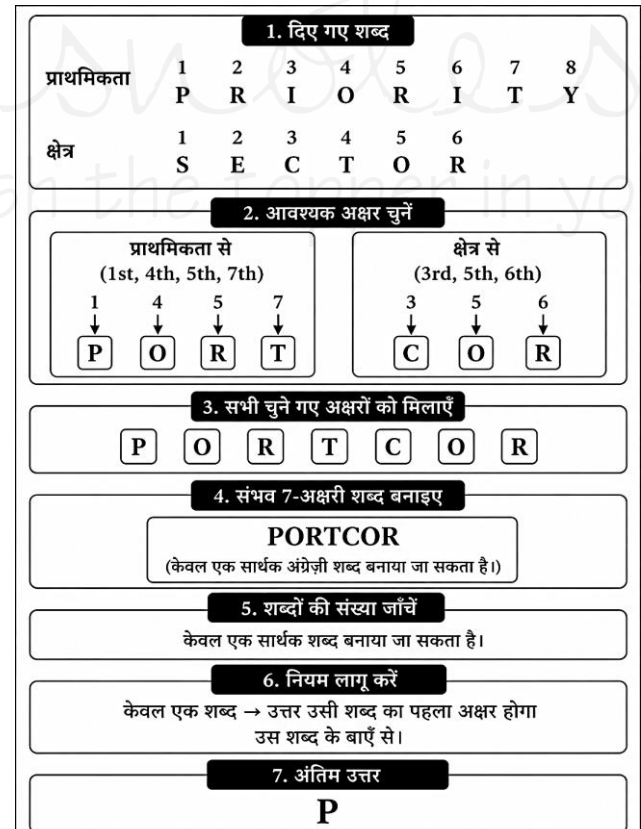 1. दिए गए शब्द
प्राथमिकता
1 2 3 4 5 6 7 8
P R I O R I T Y
क्षेत्र
1 2 3 4 5 6
S E C T O R
2. आवश्यक अक्षर चुनें
प्राथमिकता से
(1st, 4th, 5th, 7th)
1 4 5 7
P O R T
क्षेत्र से
(3rd, 5th, 6th)
3 5 6
C O R
3. सभी चुने गए अक्षरों को मिलाएँ
P O R T C O R
4. संभव 7-अक्षरी शब्द बनाइए
PORTCOR
(केवल एक सार्थक अंग्रेज़ी शब्द बनाया जा सकता है।)
5. शब्दों की संख्या जाँचें
केवल एक सार्थक शब्द बनाया जा सकता है।
6. नियम लागू करें
केवल एक शब्द → उत्तर उसी शब्द का पहला अक्षर होगा
उस शब्द के बाएँ से।
7. अंतिम उत्तर
P